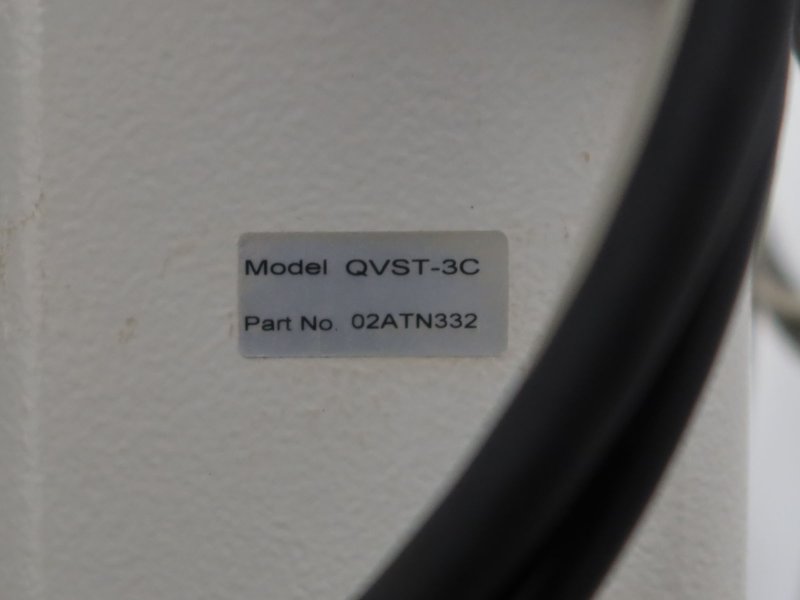 Model QVST-3C
Part No. 02ATN332